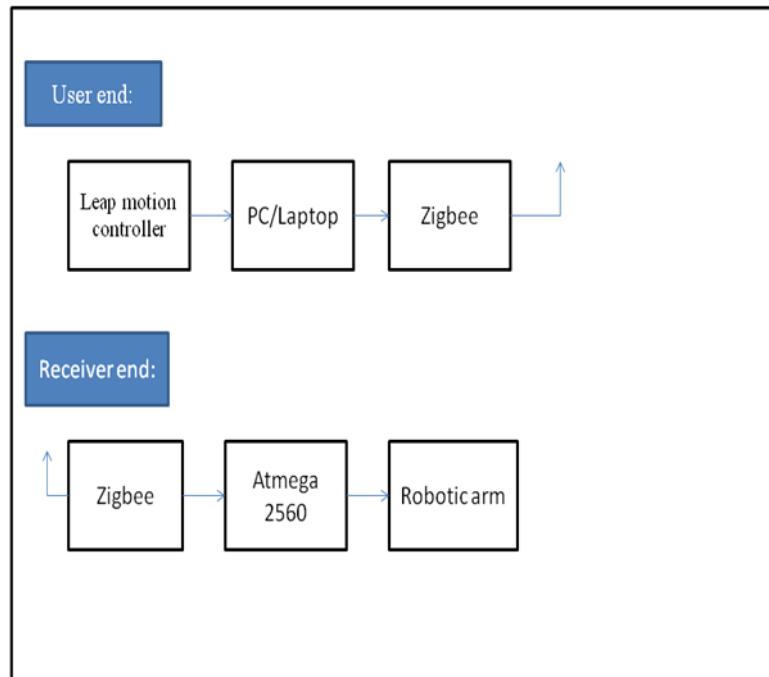 User end:
Leap motion
controller
PC/Laptop
Zigbee
Receiver end:
Zigbee
Atmega
2560
Robotic arm